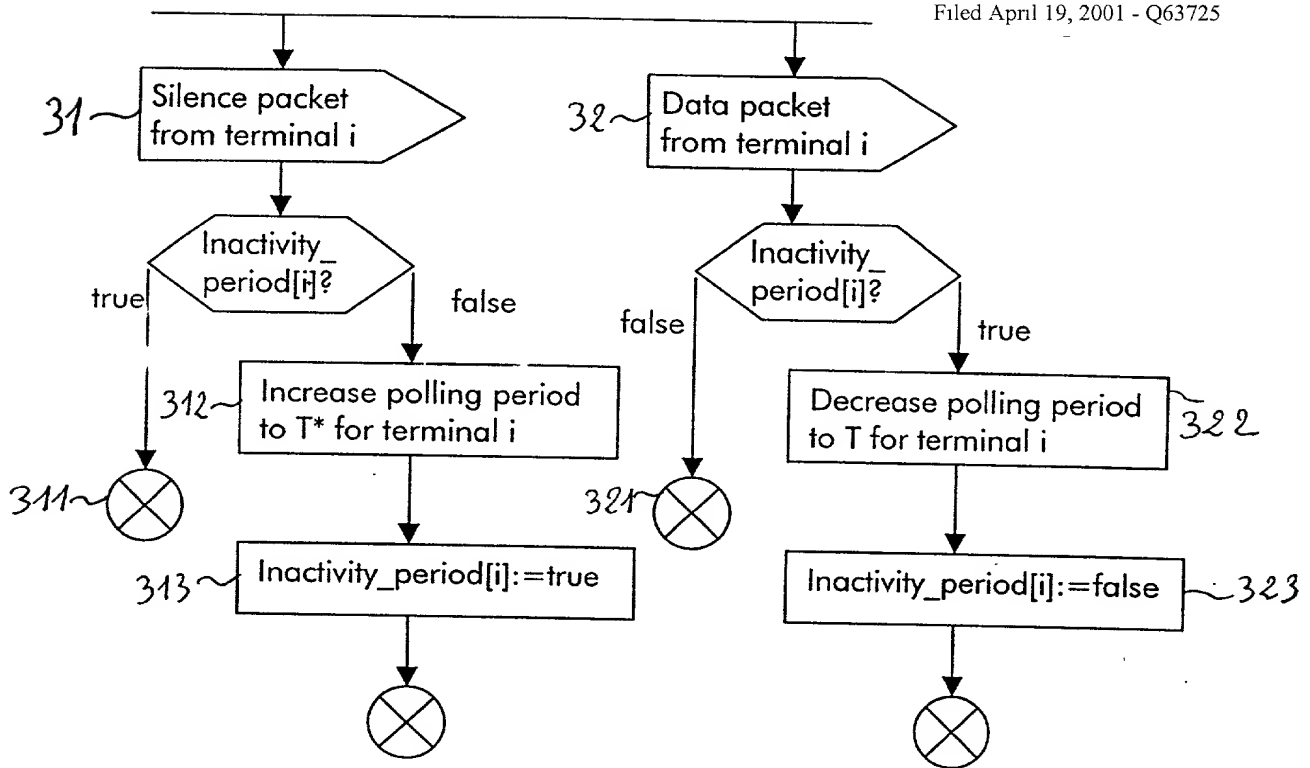 Filed April 19, 2001 - Q63725
31
Silence packet
from terminal i
32
Data packet
from terminal i
Inactivity_
period[i]?
true
false
Inactivity_
period[i]?
false
true
312
Increase polling period
to T* for terminal i
Decrease polling period
to T for terminal i
322
311
321
313
Inactivity_period[i]:=true
Inactivity_period[i]:=false
323